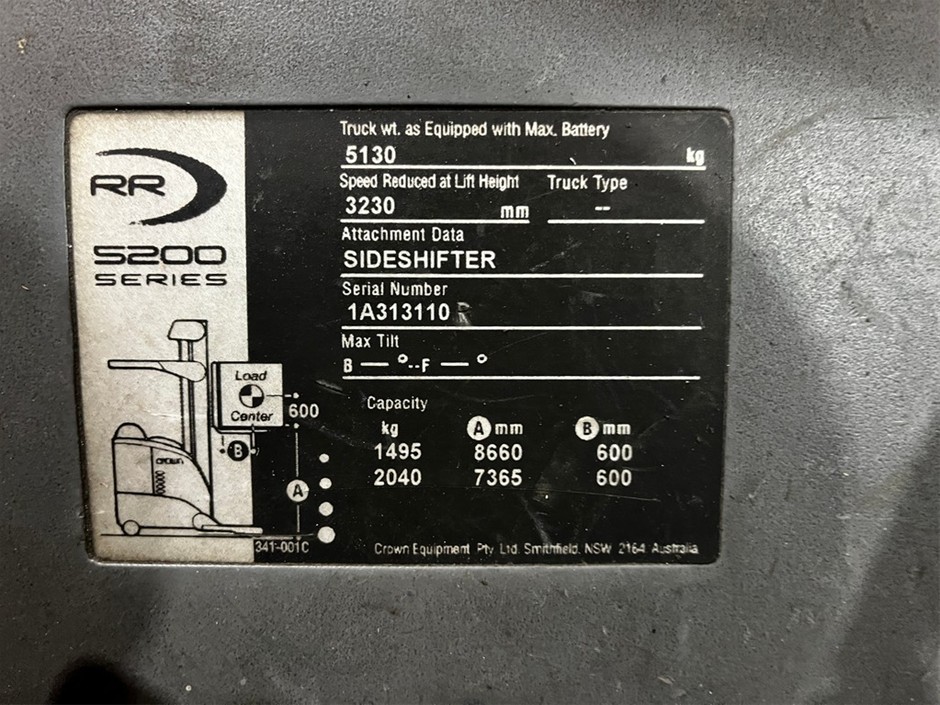 RR
5200
SERIES
Truck wt. as Equipped with Max. Battery
5130 kg
Speed Reduced at Lift Height Truck Type
3230 mm --
Attachment Data
SIDESHIFTER
Serial Number
1A313110
Max Tilt
B — °--F — °
Load
Center
600
B
CROWN
A
Capacity
kg A mm B mm
1495 8660 600
2040 7365 600
341-001C
Crown Equipment Pty Ltd. Smithfield. NSW 2164 Australia